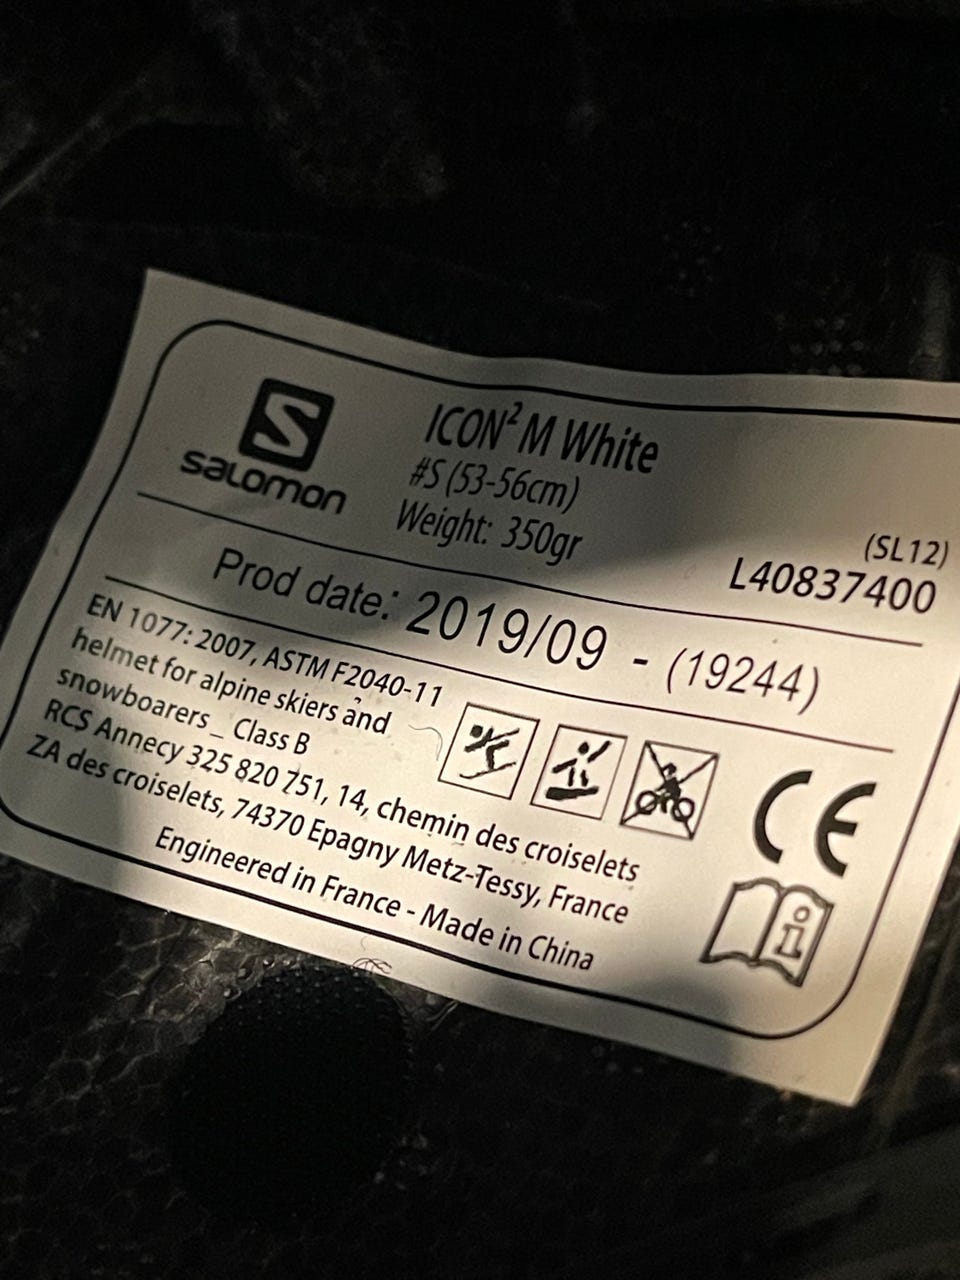 S
salomon
ICON² M White
#S (53-56cm)
Weight: 350gr
(SL12)
L40837400
Prod date: 2019/09 - (19244)
EN 1077: 2007, ASTM F2040-11
helmet for alpine skiers and
snowboarers _ Class B
RCS Annecy 325 820 751, 14, chemin des croiselets
ZA des croiselets, 74370 Epagny Metz-Tessy, France
Engineered in France - Made in China
CE
i